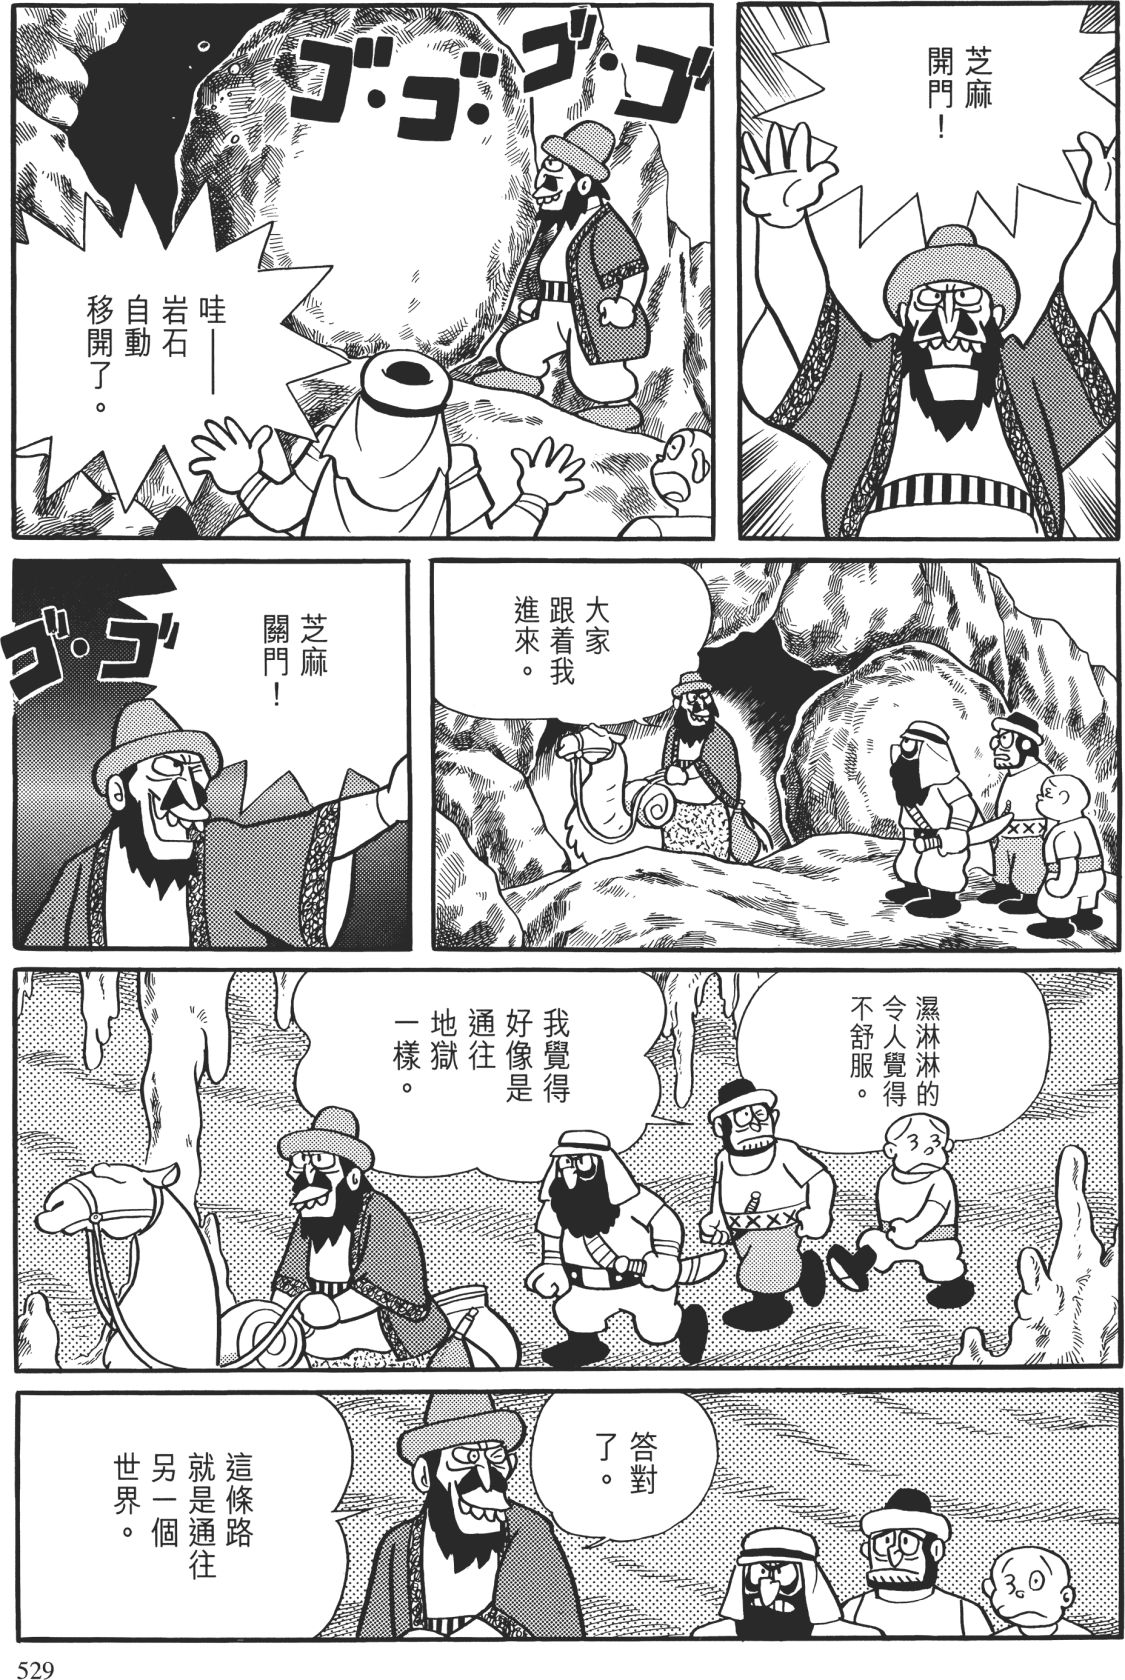 芝麻
開門！
ゴ・ゴ・ゴ・ゴ
哇──
岩石
自動
移開了。
大家
跟着我
進來。
芝麻
關門！
ゴ・ゴ
濕淋淋的
令人覺得
不舒服。
我覺得
好像是
通往
地獄
一樣。
答對
了。
這條路
就是通往
另一個
世界。
529